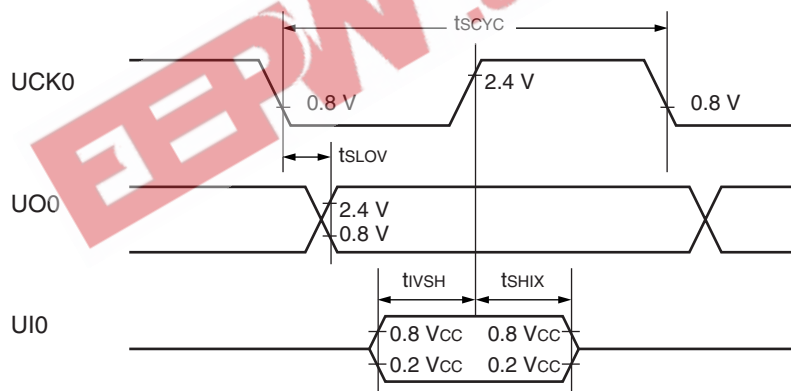 tSCYC
UCK0
0.8 V
2.4 V
0.8 V
tSLOV
UO0
2.4 V
0.8 V
tIVSH
tSHIX
UI0
0.8 VCC
0.8 VCC
0.2 VCC
0.2 VCC
EEPW